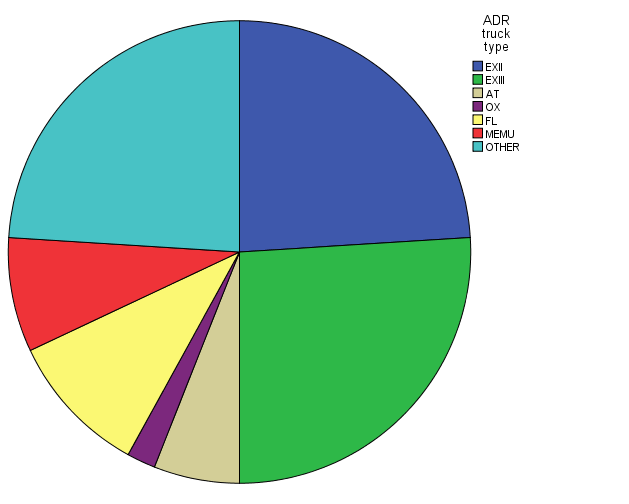 ADR
truck
type
EXII
EXIII
AT
OX
FL
MEMU
OTHER